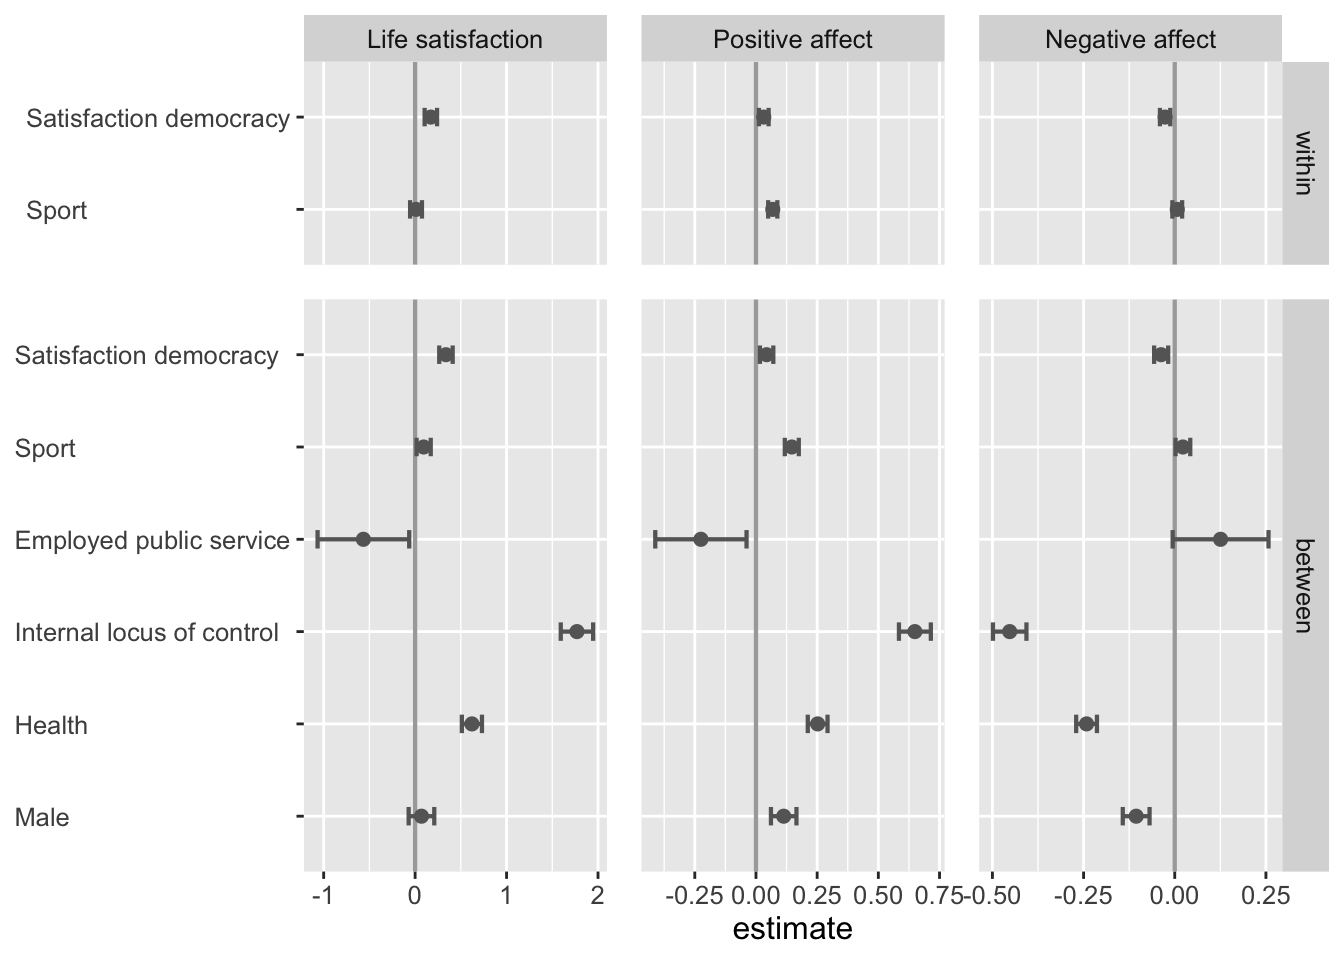 Life satisfaction
Positive affect
Negative affect
within
Satisfaction democracy
Sport
between
Satisfaction democracy
Sport
Employed public service
Internal locus of control
Health
Male
-1 0 1 2
-0.25 0.00 0.25 0.50 0.75
-0.50 -0.25 0.00 0.25
estimate